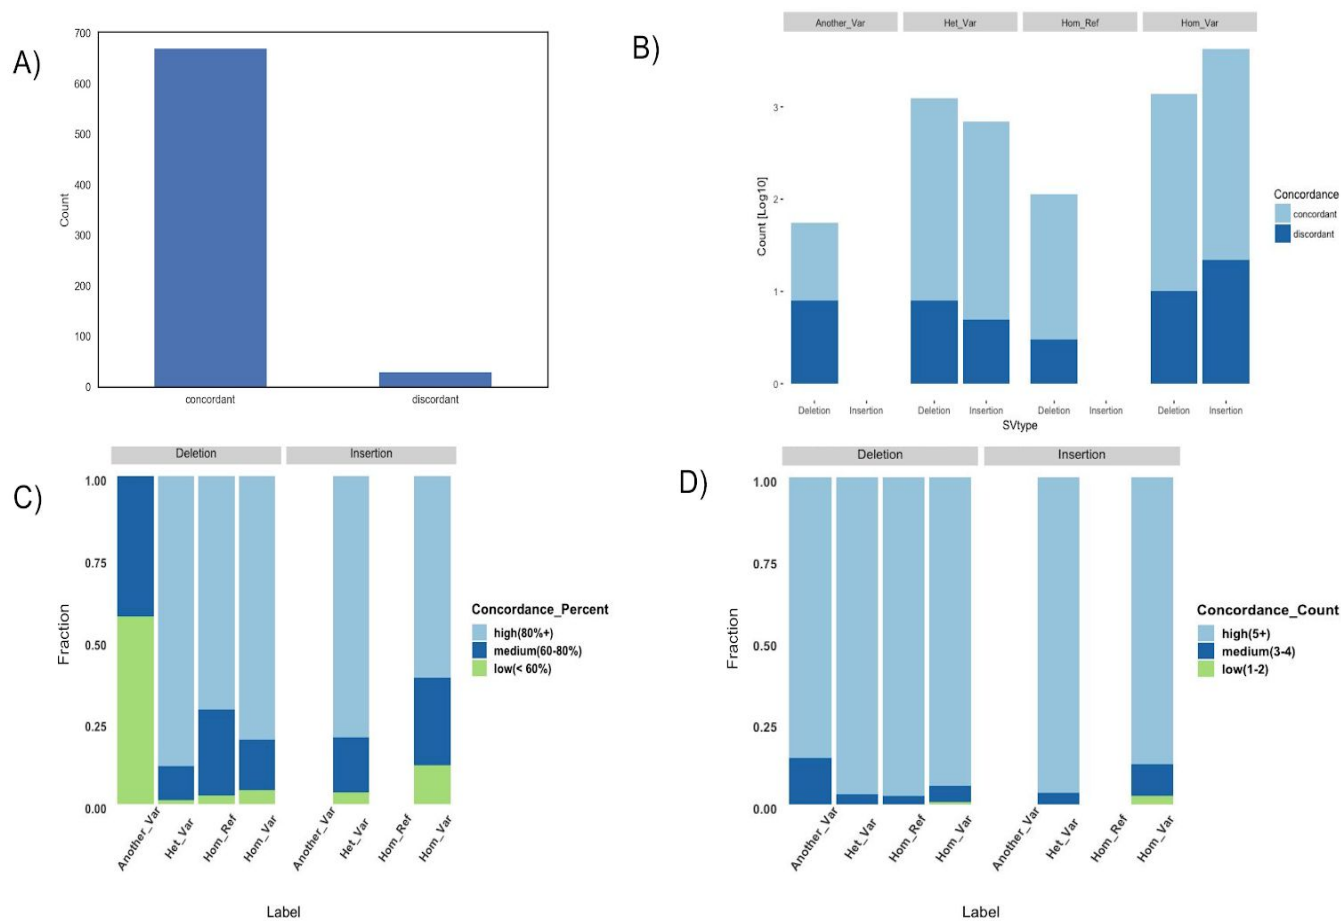 A)
700
600
500
400
300
200
100
0
Count
concordant discordant
B)
Another_Var Het_Var Hom_Ref Hom_Var
3
2
1
0
Count [Log10]
Deletion Insertion Deletion Insertion Deletion Insertion Deletion Insertion
SVtype
Concordance
concordant
discordant
C)
Deletion Insertion
1.00
0.75
0.50
0.25
0.00
Fraction
Another_Var Het_Var Hom_Ref Hom_Var Another_Var Het_Var Hom_Ref Hom_Var
Label
Concordance_Percent
high(80%+)
medium(60-80%)
low(< 60%)
D)
Deletion Insertion
1.00
0.75
0.50
0.25
0.00
Fraction
Another_Var Het_Var Hom_Ref Hom_Var Another_Var Het_Var Hom_Ref Hom_Var
Label
Concordance_Count
high(5+)
medium(3-4)
low(1-2)